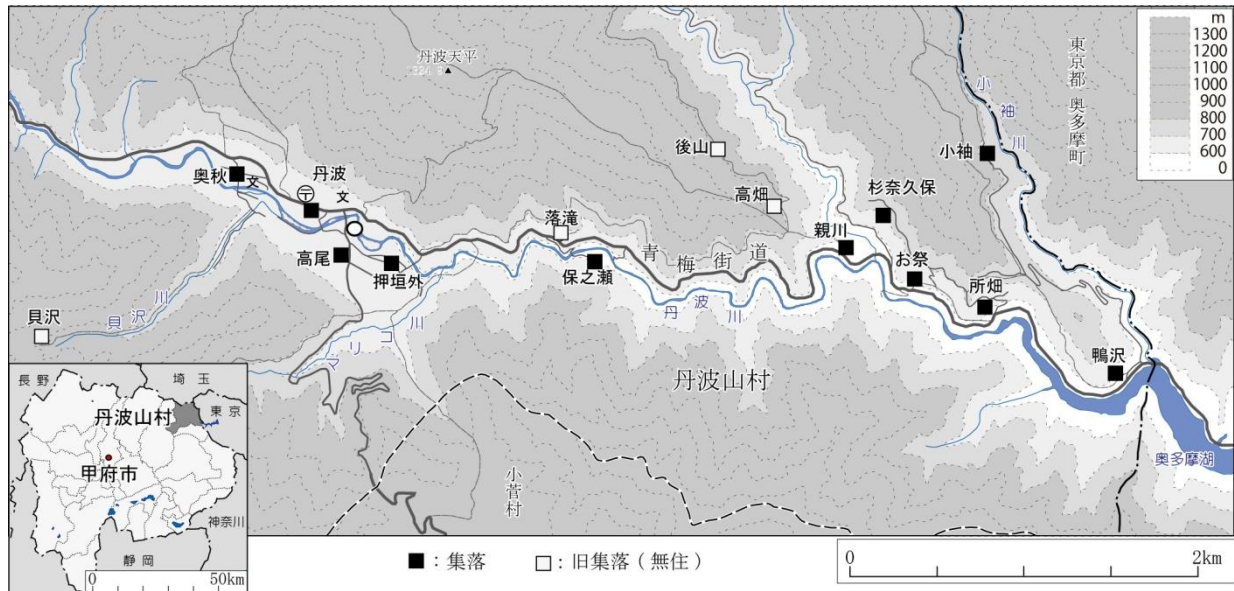 m
1300
1200
1100
1000
900
800
700
600
0
東京都 奥多摩町
丹波天平
小袖川
小袖
後山
奥秋
文
丹波
〒
文
高畑
杉奈久保
落滝
親川
青梅街道
高尾
押垣外
保之瀬
お祭
所畑
丹波川
貝沢
貝沢川
マリコ川
鴨沢
丹波山村
小菅村
奥多摩湖
長野
埼玉
丹波山村
東京
甲府市
神奈川
静岡
0 50km
■:集落 □:旧集落(無住)
0 2km